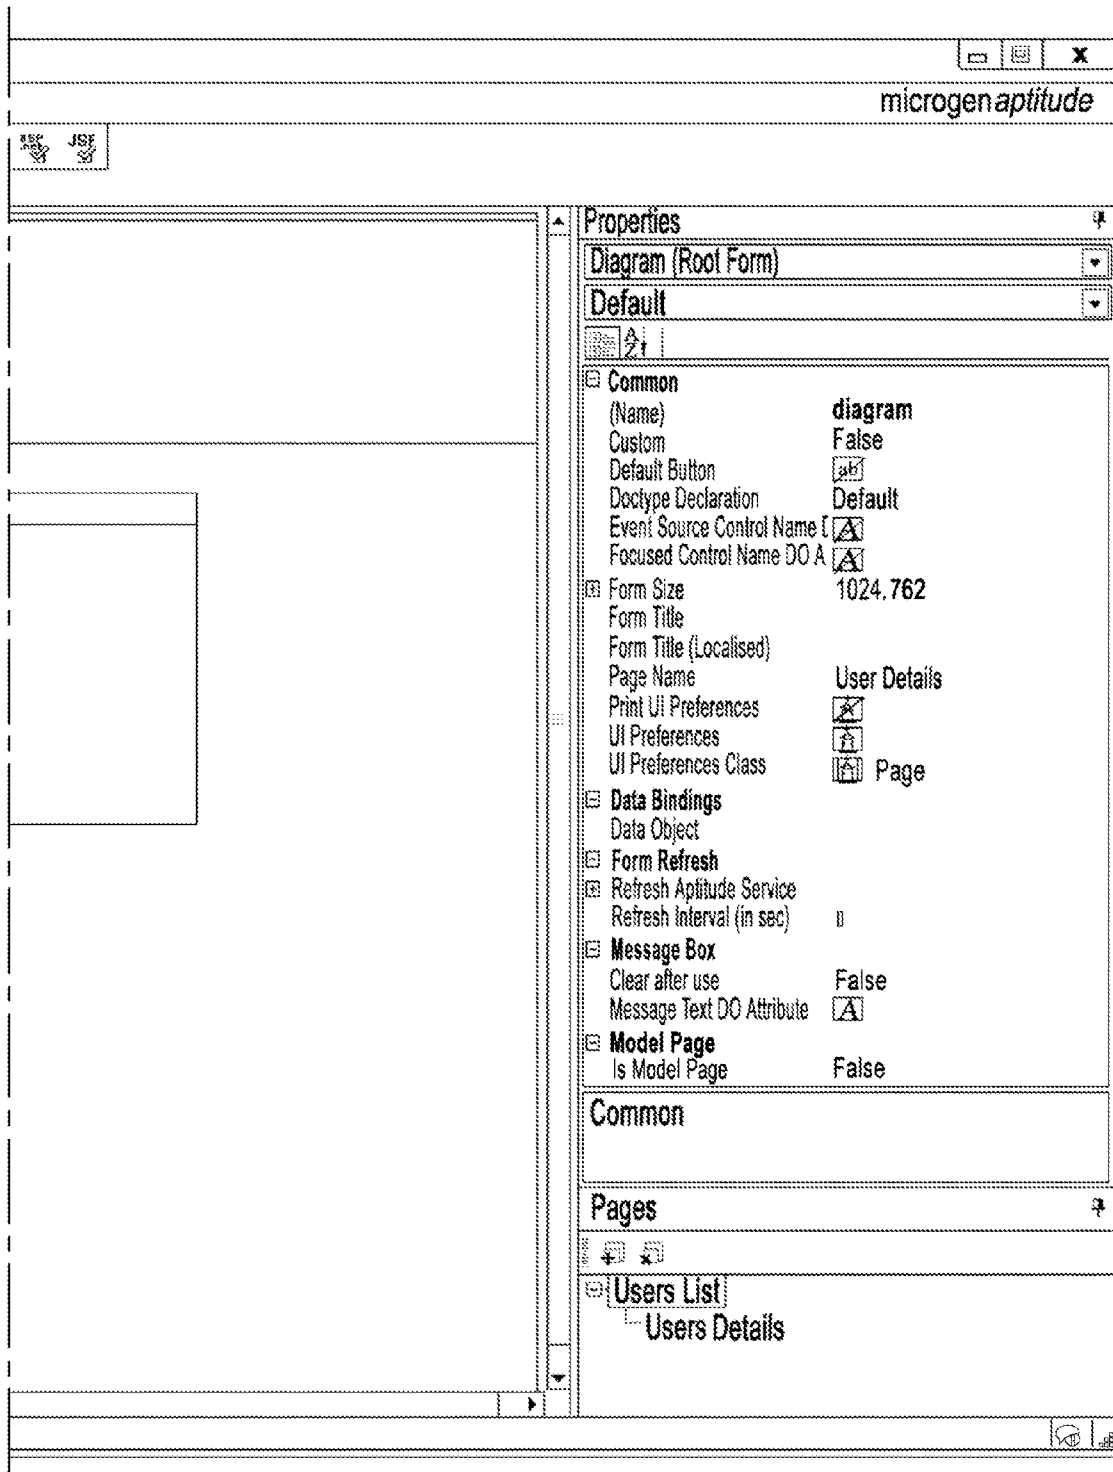 microgenaptitude
JSF
Properties
Diagram (Root Form)
Default
Common
(Name) diagram
Custom False
Default Button ab
Doctype Declaration Default
Event Source Control Name D A
Focused Control Name DO A A
Form Size 1024, 762
Form Title
Form Title (Localised)
Page Name User Details
Print UI Preferences
UI Preferences
UI Preferences Class Page
Data Bindings
Data Object
Form Refresh
Refresh Aptitude Service
Refresh Interval (in sec) 0
Message Box
Clear after use False
Message Text DO Attribute A
Model Page
Is Model Page False
Common
Pages
Users List
Users Details